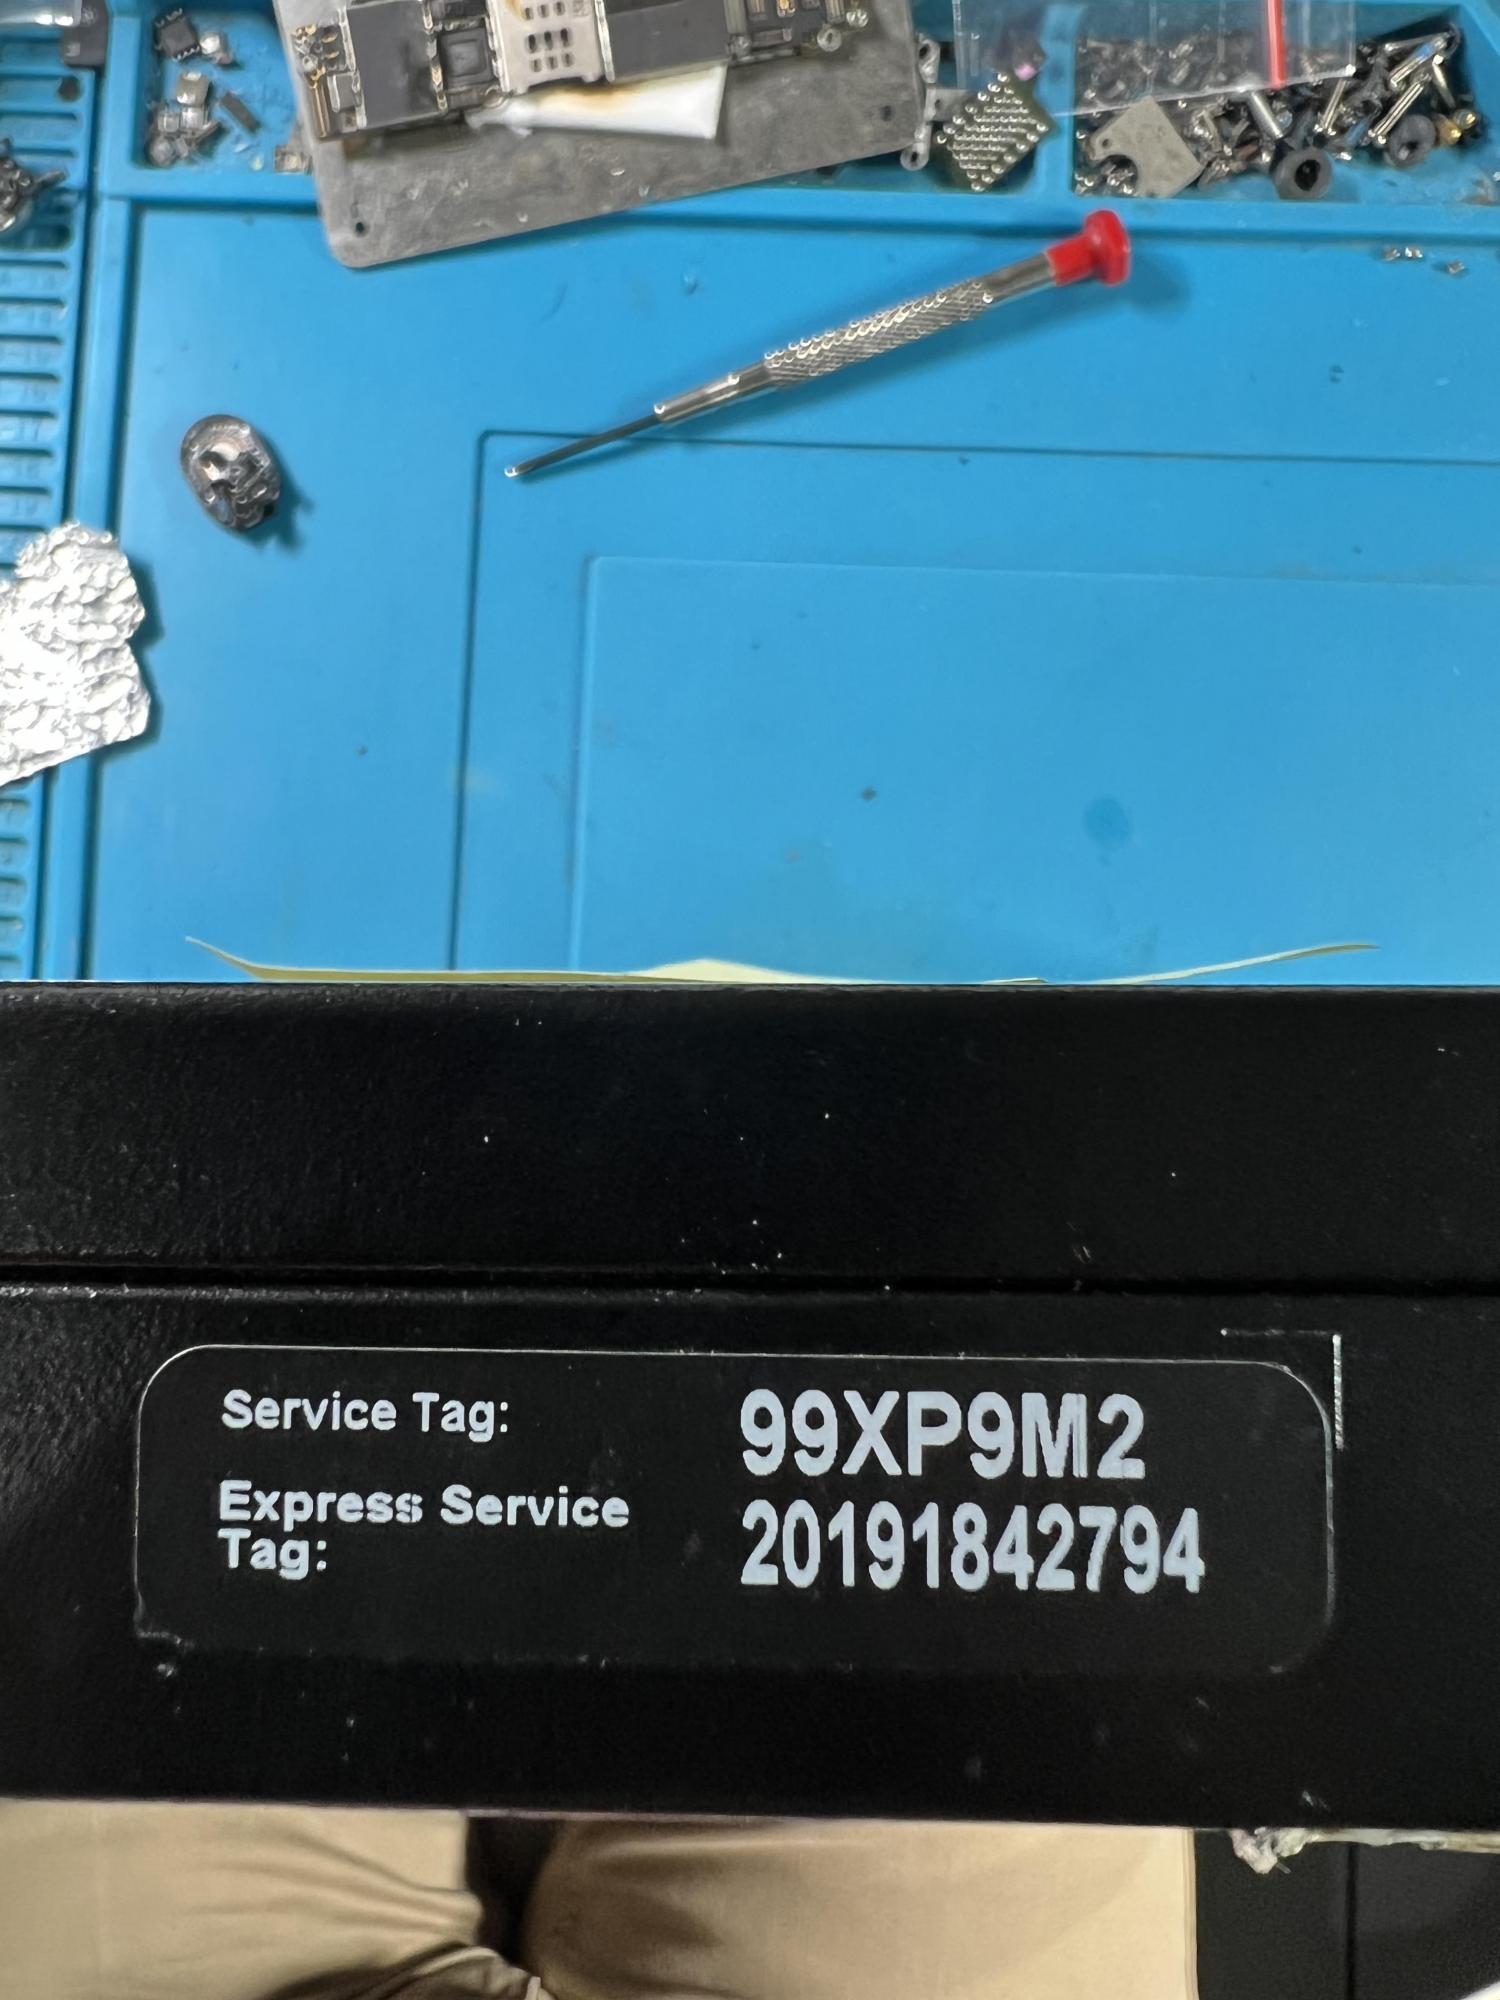 Service Tag: 99XP9M2
Express Service
Tag: 20191842794